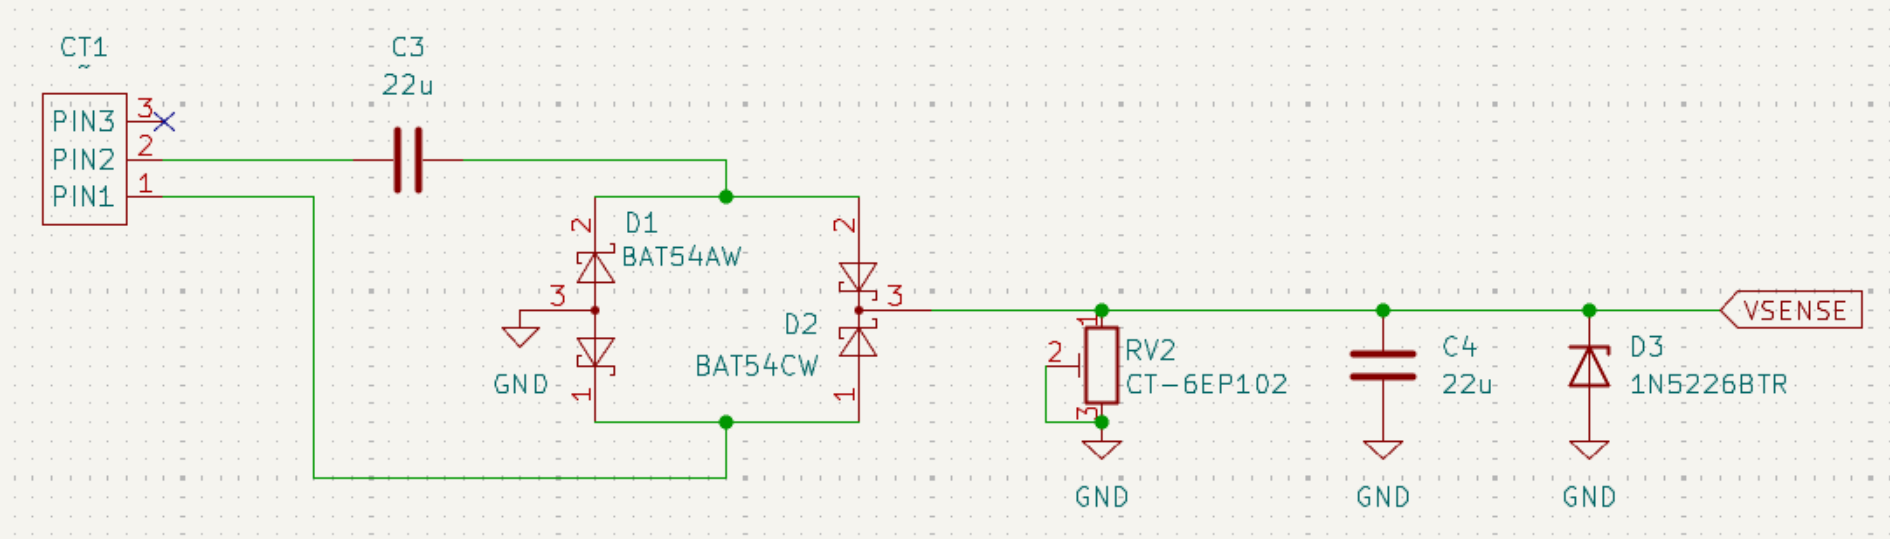 CT1
~
PIN3
3
PIN2
2
PIN1
1
C3
22u
2
D1
BAT54AW
3
GND
1
2
3
D2
BAT54CW
1
1
2
RV2
CT-6EP102
3
GND
C4
22u
GND
D3
1N5226BTR
GND
VSENSE